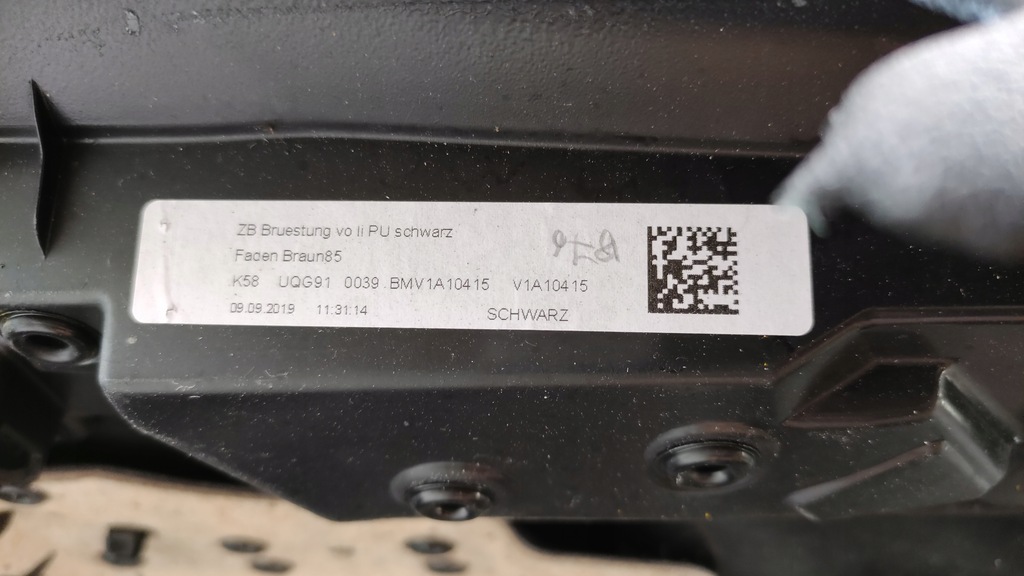 ZB Bruestung vo li PU schwarz
Faden Braun85
K58 UQG91 0039 BMV1A10415 V1A10415
09.09.2019 11:31:14 SCHWARZ